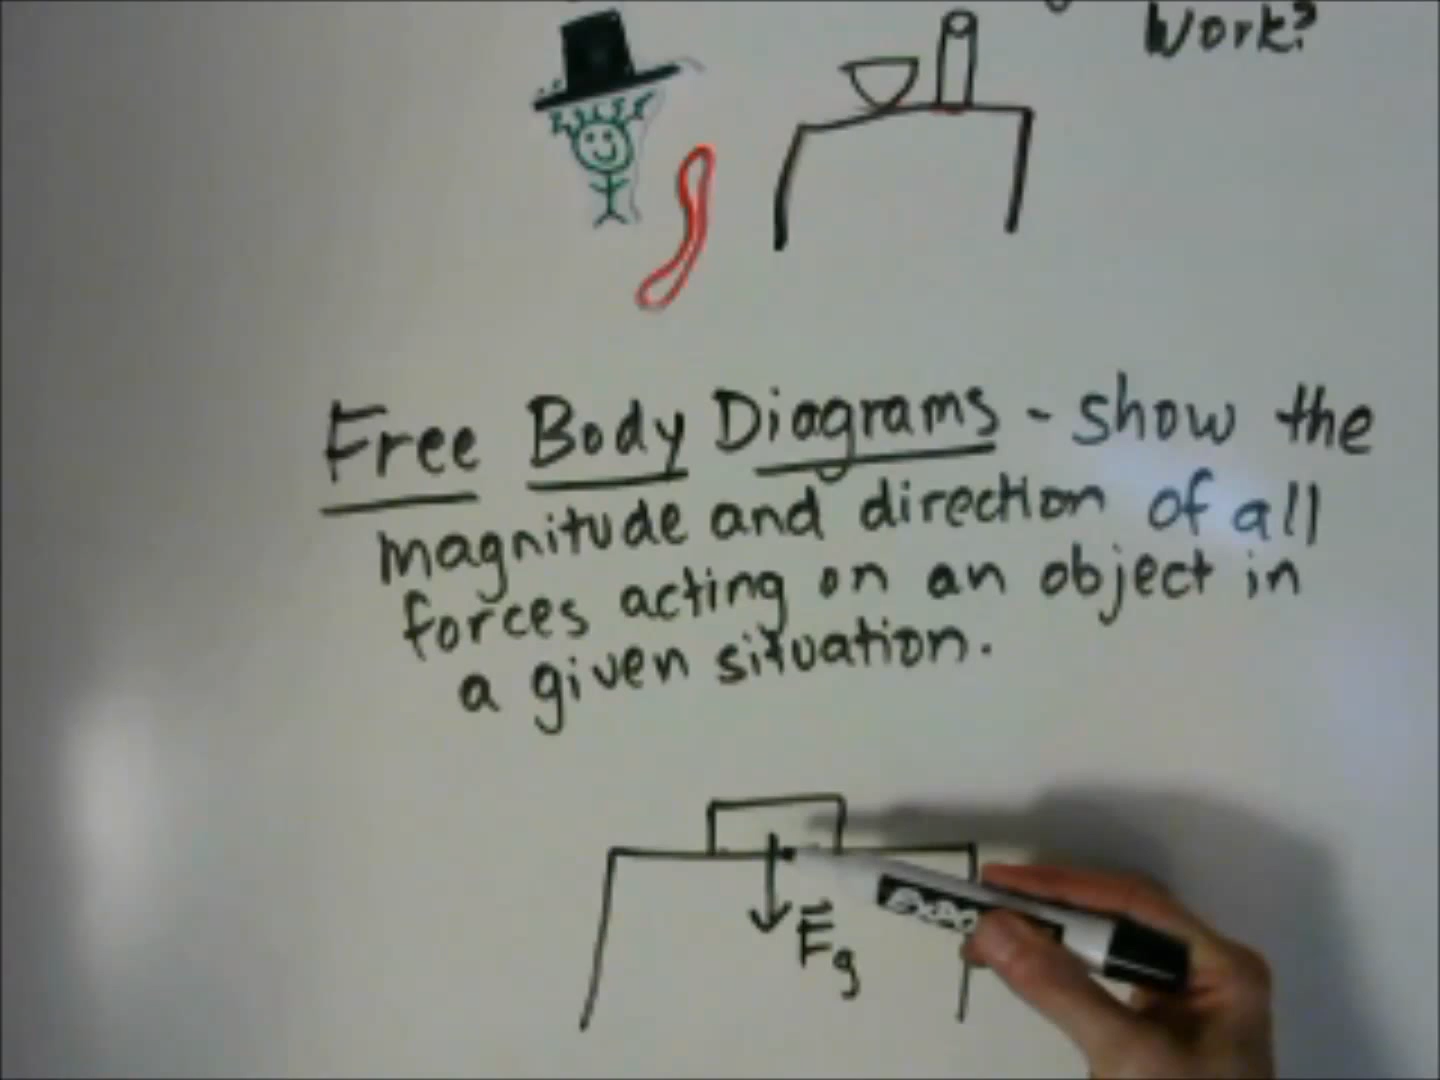 Work?
Free Body Diagrams - show the
magnitude and direction of all
forces acting on an object in
a given situation.
Fg
EXPO